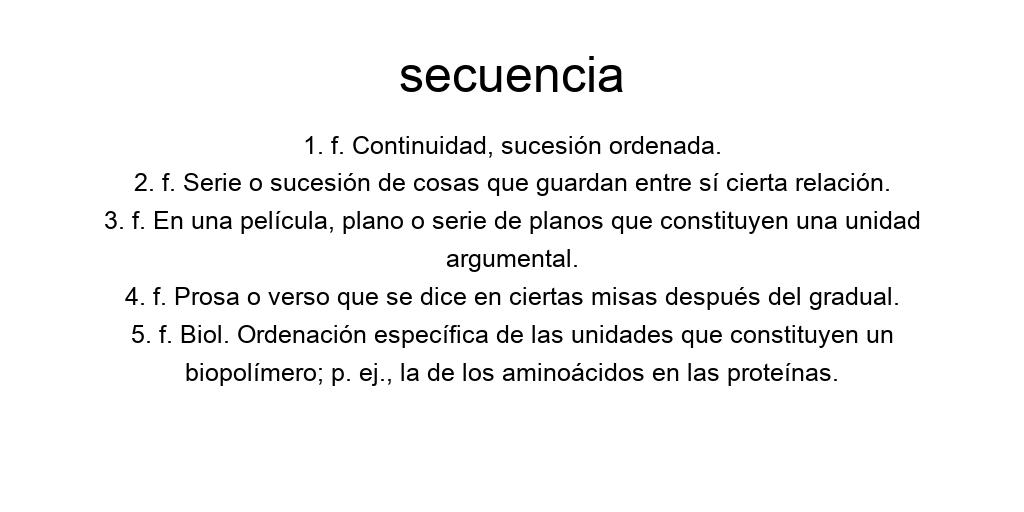 secuencia
1. f. Continuidad, sucesión ordenada.
2. f. Serie o sucesión de cosas que guardan entre sí cierta relación.
3. f. En una película, plano o serie de planos que constituyen una unidad
argumental.
4. f. Prosa o verso que se dice en ciertas misas después del gradual.
5. f. Biol. Ordenación específica de las unidades que constituyen un
biopolímero; p. ej., la de los aminoácidos en las proteínas.